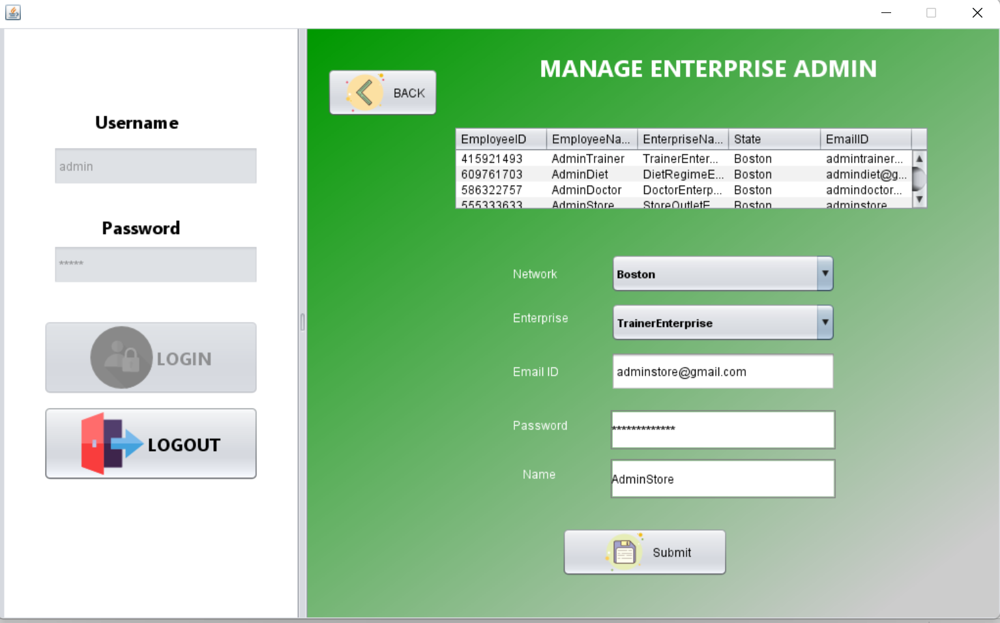 Username
admin
Password
*****
LOGIN
LOGOUT
BACK
MANAGE ENTERPRISE ADMIN
EmployeeID EmployeeNa... EnterpriseNa... State EmailID
415921493 AdminTrainer TrainerEnter... Boston admintrainer...
609761703 AdminDiet DietRegimeE... Boston admindiet@g...
586322757 AdminDoctor DoctorEnterp... Boston admindoctor...
555333633 AdminStore StoreOutletE Boston adminstore
Network Boston
Enterprise TrainerEnterprise
Email ID adminstore@gmail.com
Password *************
Name AdminStore
Submit